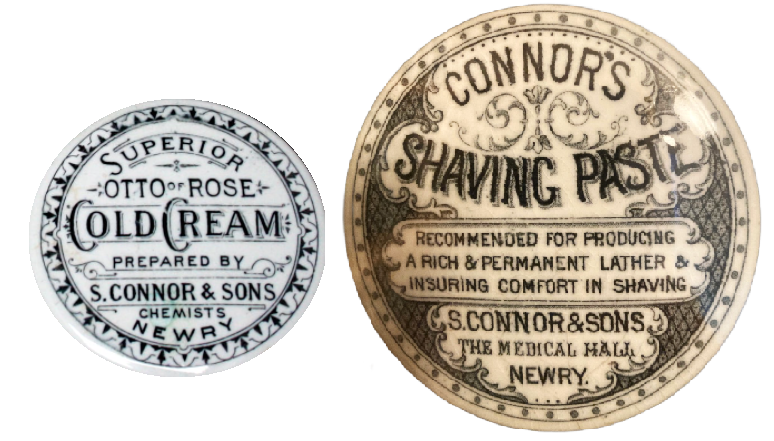 SUPERIOR
OTTO OF ROSE
COLD CREAM
PREPARED BY
S. CONNOR & SONS
CHEMISTS
NEWRY
CONNOR'S
SHAVING PASTE
RECOMMENDED FOR PRODUCING
A RICH & PERMANENT LATHER &
INSURING COMFORT IN SHAVING
S. CONNOR & SONS,
THE MEDICAL HALL
NEWRY.